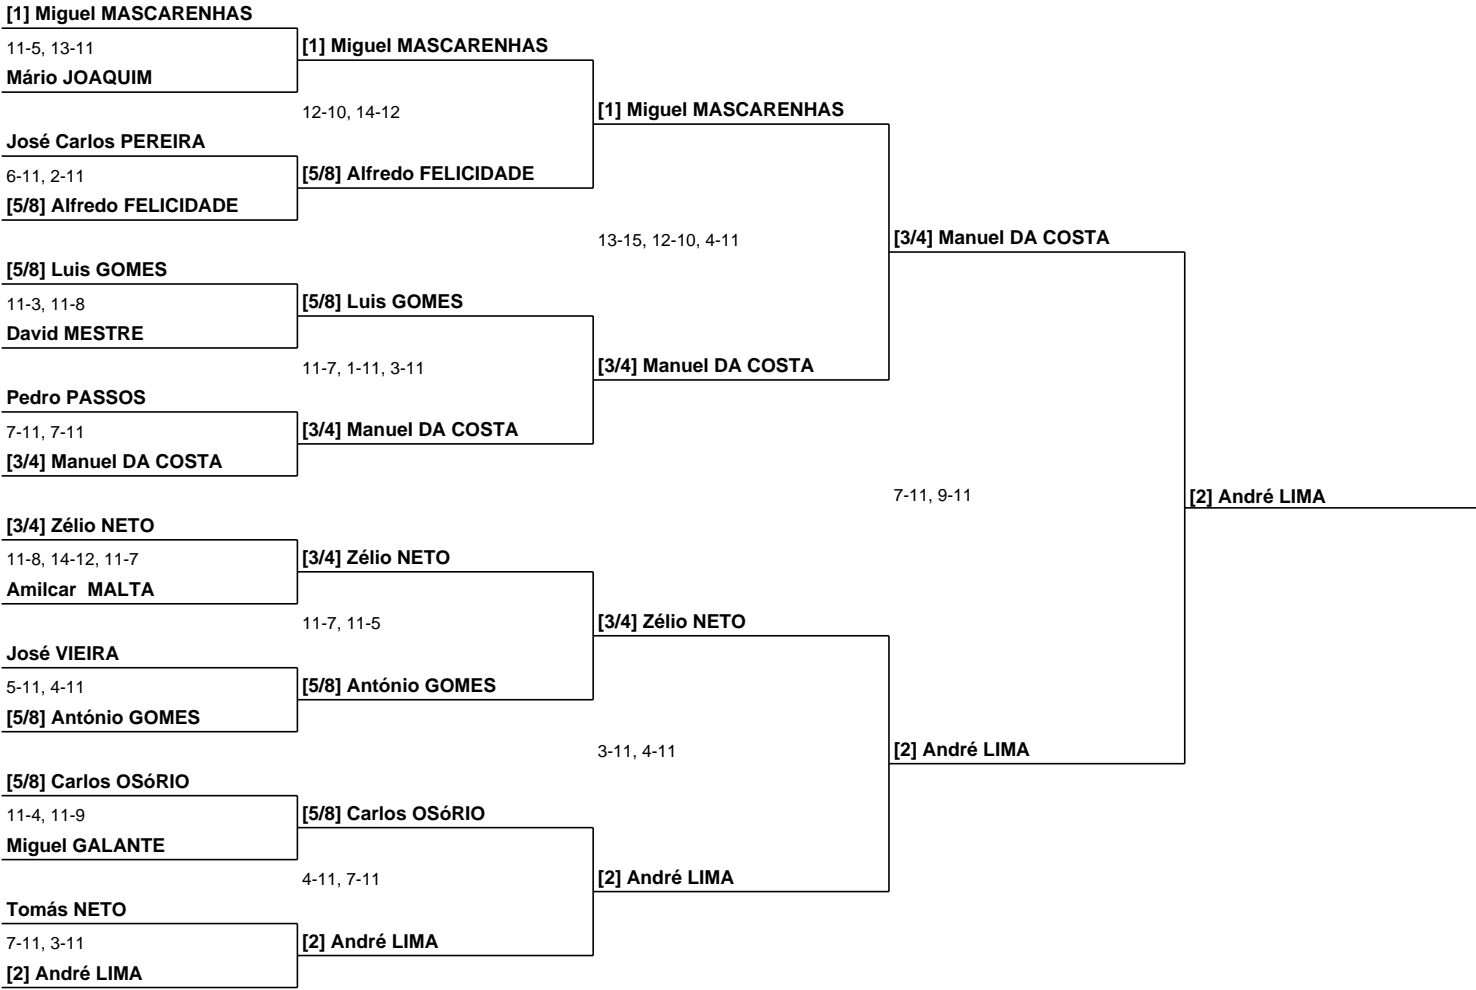 [1] Miguel MASCARENHAS
11-5, 13-11
Mário JOAQUIM
José Carlos PEREIRA
6-11, 2-11
[5/8] Alfredo FELICIDADE
[5/8] Luis GOMES
11-3, 11-8
David MESTRE
Pedro PASSOS
7-11, 7-11
[3/4] Manuel DA COSTA
[3/4] Zélio NETO
11-8, 14-12, 11-7
Amilcar  MALTA
José VIEIRA
5-11, 4-11
[5/8] António GOMES
[5/8] Carlos OSóRIO
11-4, 11-9
Miguel GALANTE
Tomás NETO
7-11, 3-11
[2] André LIMA
[1] Miguel MASCARENHAS
12-10, 14-12
[5/8] Alfredo FELICIDADE
[5/8] Luis GOMES
11-7, 1-11, 3-11
[3/4] Manuel DA COSTA
[3/4] Zélio NETO
11-7, 11-5
[5/8] António GOMES
[5/8] Carlos OSóRIO
4-11, 7-11
[2] André LIMA
[1] Miguel MASCARENHAS
13-15, 12-10, 4-11
[3/4] Manuel DA COSTA
[3/4] Zélio NETO
3-11, 4-11
[2] André LIMA
[3/4] Manuel DA COSTA
7-11, 9-11
[2] André LIMA
[2] André LIMA